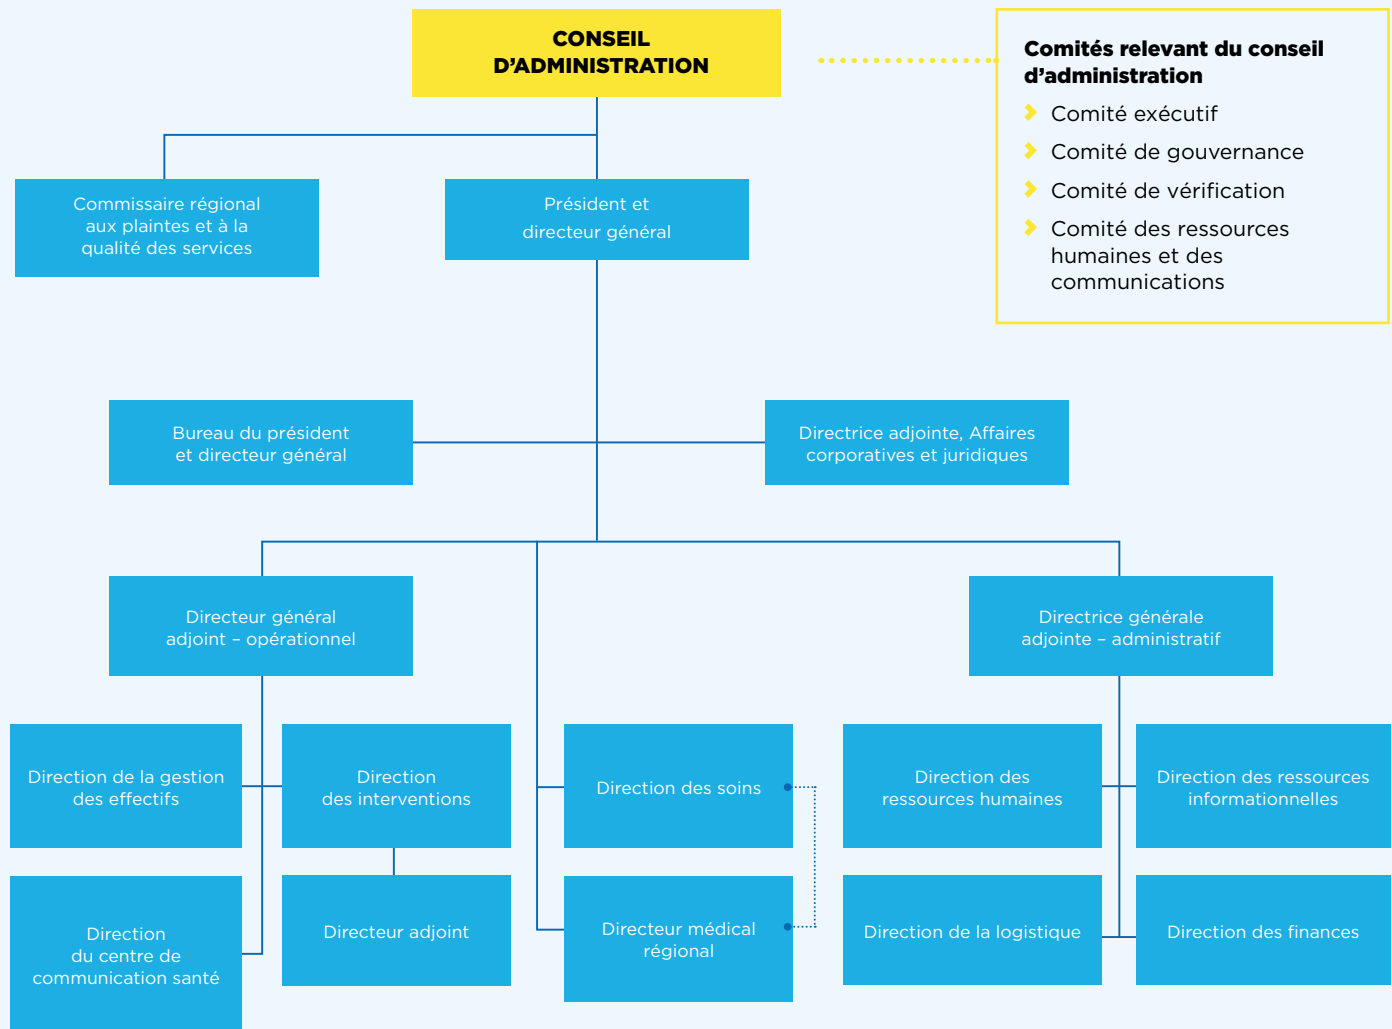 CONSEIL
D’ADMINISTRATION
Comités relevant du conseil
d’administration
Comité exécutif
Comité de gouvernance
Comité de vérification
Comité des ressources
humaines et des
communications
Commissaire régional
aux plaintes et à la
qualité des services
Président et
directeur général
Bureau du président
et directeur général
Directrice adjointe, Affaires
corporatives et juridiques
Directeur général
adjoint – opérationnel
Directrice générale
adjointe – administratif
Direction de la gestion
des effectifs
Direction
des interventions
Direction des soins
Direction des
ressources humaines
Direction des ressources
informationnelles
Direction
du centre de
communication santé
Directeur adjoint
Directeur médical
régional
Direction de la logistique
Direction des finances